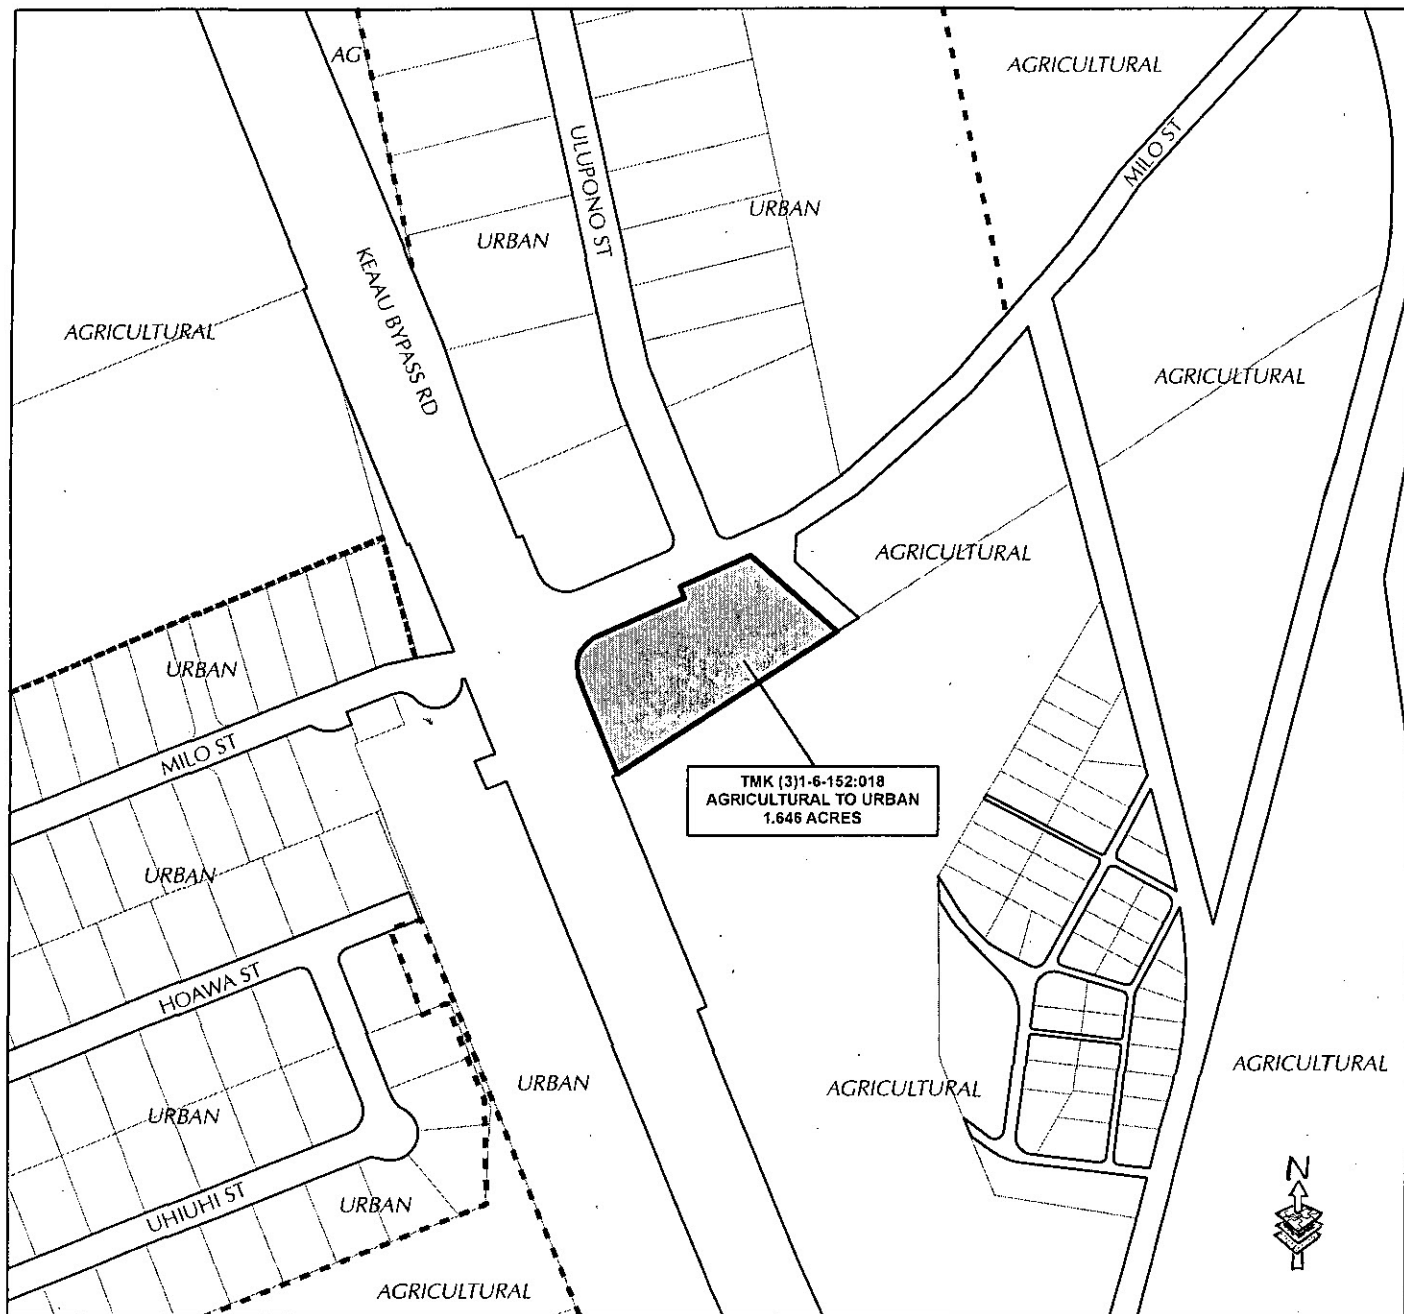 AG
AGRICULTURAL
MILO ST
ULUPONO ST
URBAN
URBAN
KEAAU BYPASS RD
AGRICULTURAL
AGRICULTURAL
AGRICULTURAL
URBAN
MILO ST
TMK (3)1-6-152:018
AGRICULTURAL TO URBAN
1.646 ACRES
URBAN
HOAWA ST
URBAN
AGRICULTURAL
AGRICULTURAL
URBAN
UHIUHI ST
URBAN
AGRICULTURAL
N